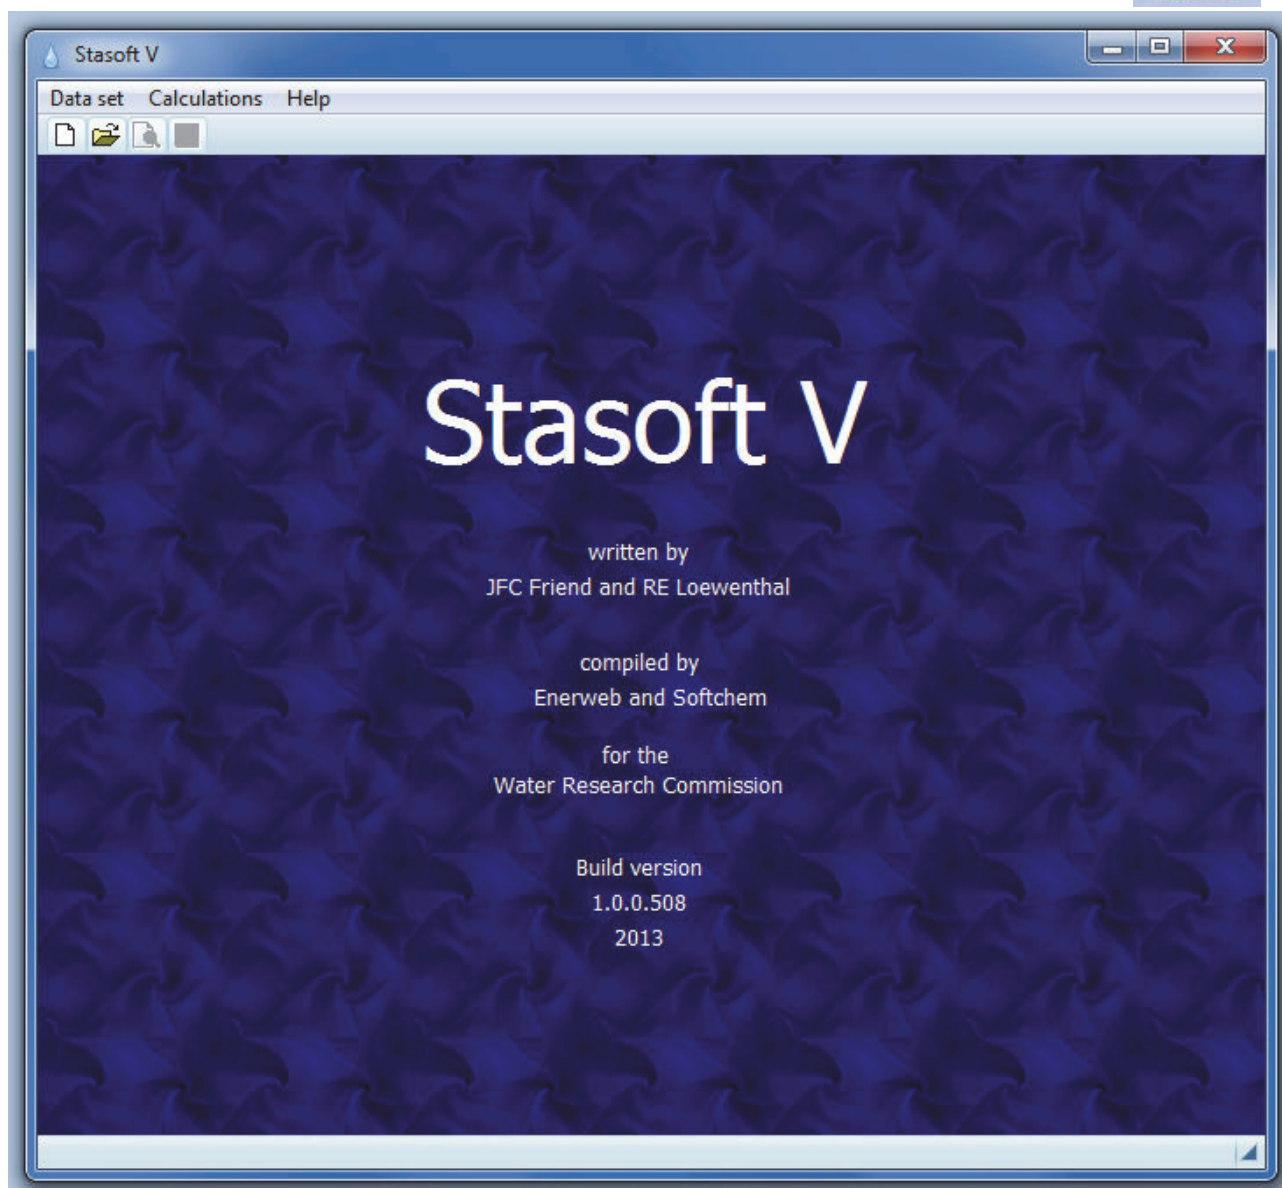 Stasoft V
Data set Calculations Help
Stasoft V
written by
JFC Friend and RE Loewenthal
compiled by
Enerweb and Softchem
for the
Water Research Commission
Build version
1.0.0.508
2013